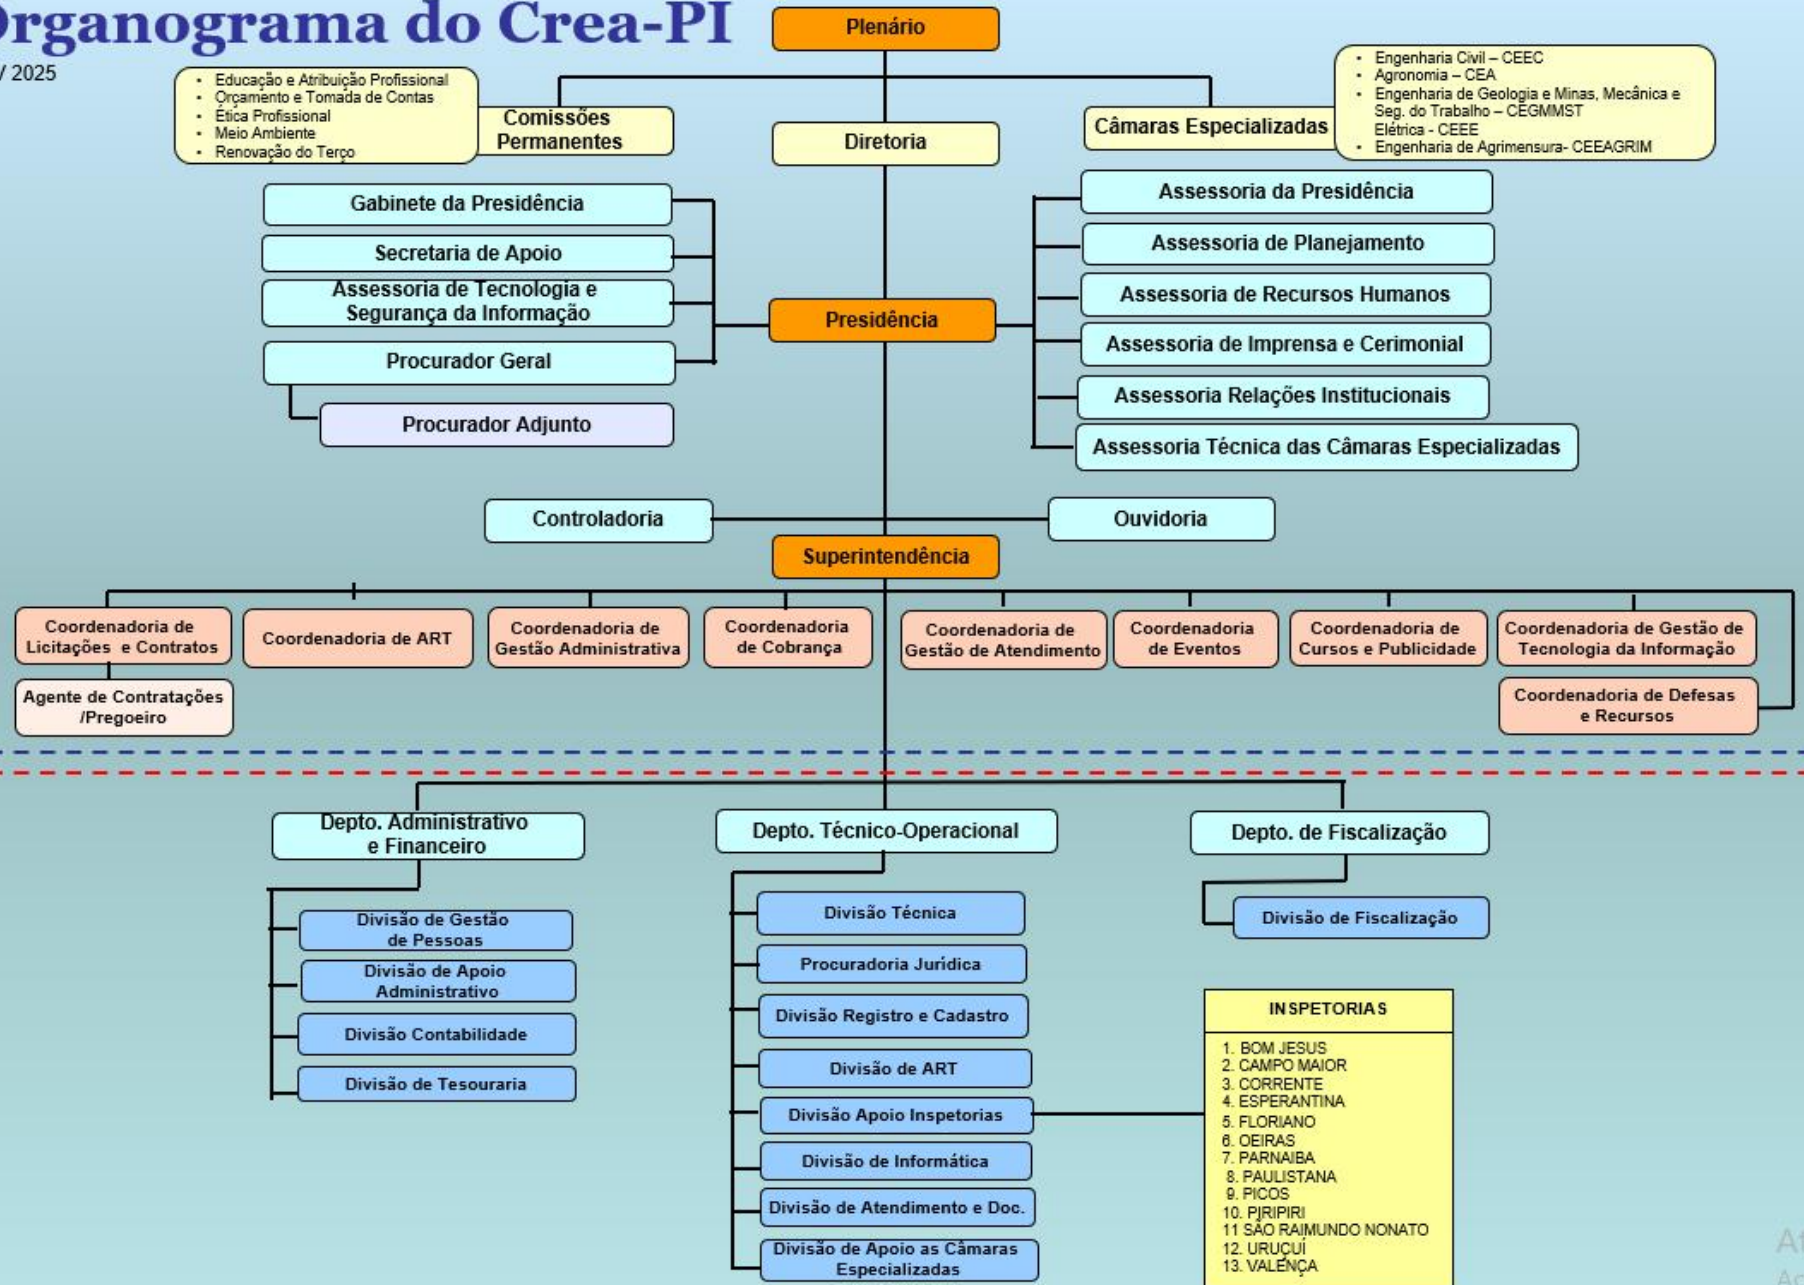 Organograma do Crea-PI
/ 2025
Plenário
• Educação e Atribuição Profissional
• Orçamento e Tomada de Contas
• Ética Profissional
• Meio Ambiente
• Renovação do Terço
Comissões
Permanentes
Diretoria
Câmaras Especializadas
• Engenharia Civil – CEEC
• Agronomia – CEA
• Engenharia de Geologia e Minas, Mecânica e
Seg. do Trabalho – CEGMMST
Elétrica - CEEE
• Engenharia de Agrimensura- CEEAGRIM
Gabinete da Presidência
Secretaria de Apoio
Assessoria de Tecnologia e
Segurança da Informação
Procurador Geral
Procurador Adjunto
Presidência
Assessoria da Presidência
Assessoria de Planejamento
Assessoria de Recursos Humanos
Assessoria de Imprensa e Cerimonial
Assessoria Relações Institucionais
Assessoria Técnica das Câmaras Especializadas
Controladoria
Ouvidoria
Superintendência
Coordenadoria de
Licitações e Contratos
Coordenadoria de ART
Coordenadoria de
Gestão Administrativa
Coordenadoria
de Cobrança
Coordenadoria de
Gestão de Atendimento
Coordenadoria
de Eventos
Coordenadoria de
Cursos e Publicidade
Coordenadoria de Gestão de
Tecnologia da Informação
Agente de Contratações
/Pregoeiro
Coordenadoria de Defesas
e Recursos
Depto. Administrativo
e Financeiro
Divisão de Gestão
de Pessoas
Divisão de Apoio
Administrativo
Divisão Contabilidade
Divisão de Tesouraria
Depto. Técnico-Operacional
Divisão Técnica
Procuradoria Jurídica
Divisão Registro e Cadastro
Divisão de ART
Divisão Apoio Inspetorias
Divisão de Informática
Divisão de Atendimento e Doc.
Divisão de Apoio as Câmaras
Especializadas
Depto. de Fiscalização
Divisão de Fiscalização
INSPETORIAS
1. BOM JESUS
2. CAMPO MAIOR
3. CORRENTE
4. ESPERANTINA
5. FLORIANO
6. OEIRAS
7. PARNAIBA
8. PAULISTANA
9. PICOS
10. PIRIPIRI
11 SÃO RAIMUNDO NONATO
12. URUÇUÍ
13. VALENÇA